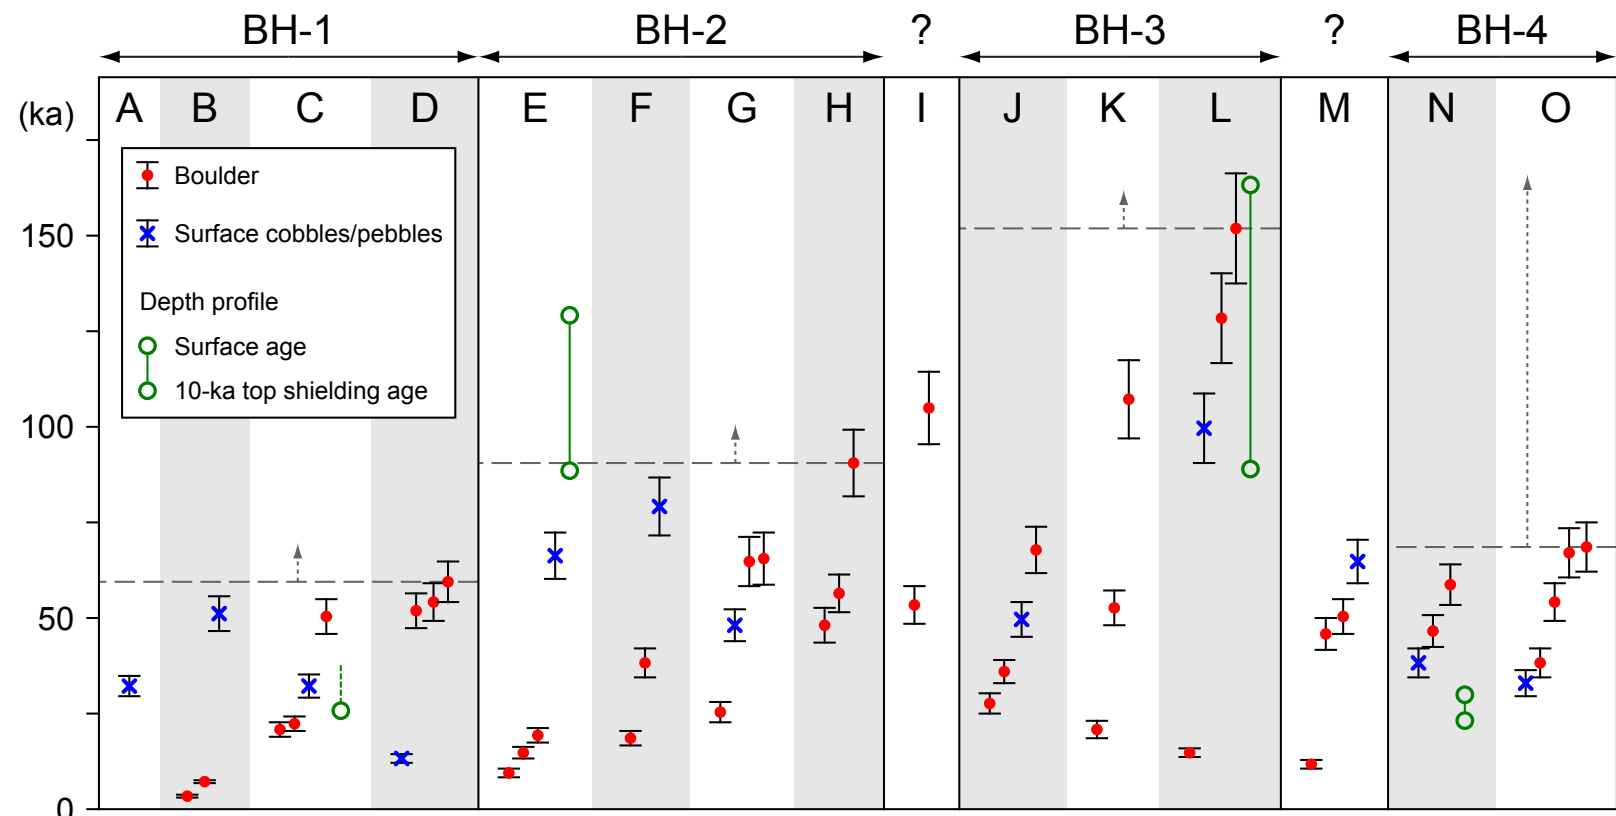 BH-1 BH-2 ? BH-3 ? BH-4
(ka) A B C D E F G H I J K L M N O
Boulder
Surface cobbles/pebbles
Depth profile
Surface age
10-ka top shielding age
150
100
50
0